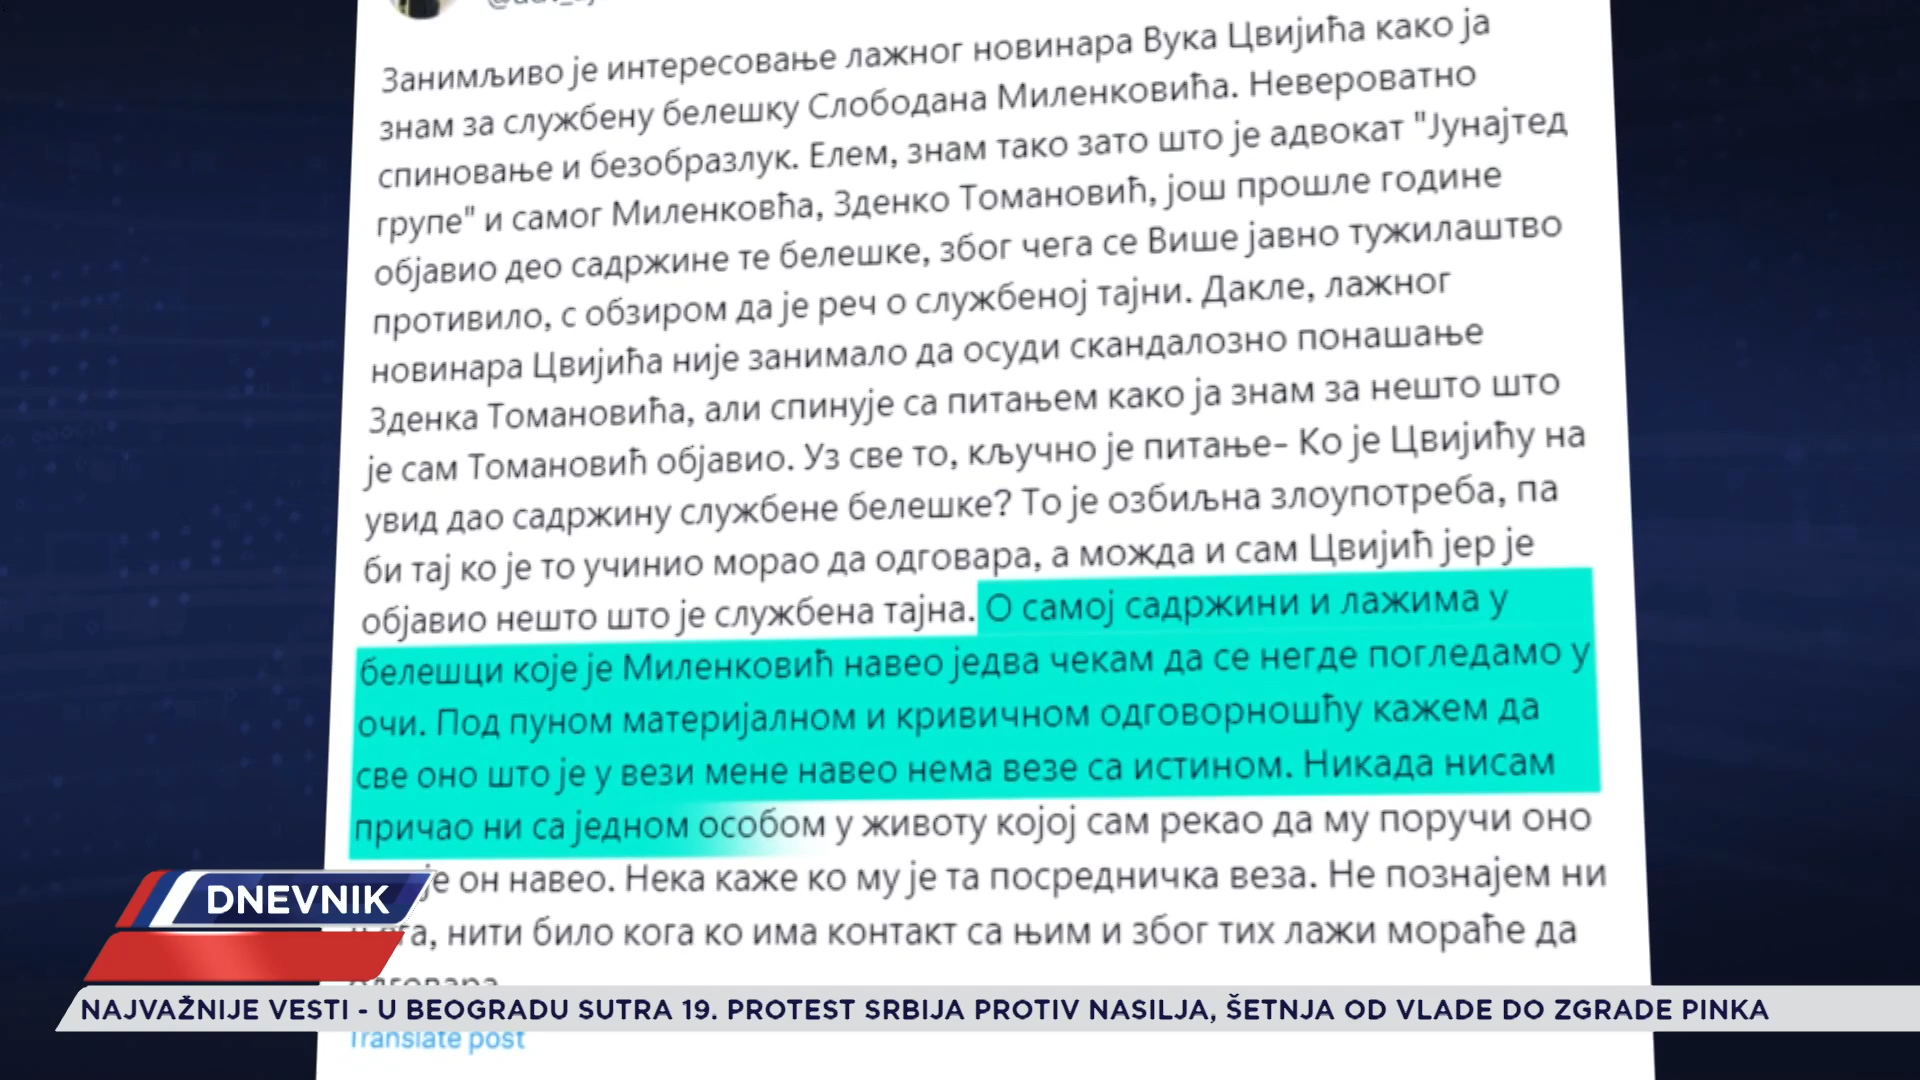 Занимљиво је интересовање лажног новинара Вука Цвијића како ја
знам за службену белешку Слободана Миленковића. Невероватно
спиновање и безобразлук. Елем, знам тако зато што је адвокат "Јунајтед
групе" и самог Миленковћа, Зденко Томановић, још прошле године
објавио део садржине те белешке, због чега се Више јавно тужилаштво
противило, с обзиром да је реч о службеној тајни. Дакле, лажног
новинара Цвијића није занимало да осуди скандалозно понашање
Зденка Томановића, али спинује са питањем како ја знам за нешто што
је сам Томановић објавио. Уз све то, кључно је питање- Ко је Цвијићу на
увид дао садржину службене белешке? То је озбиљна злоупотреба, па
би тај ко је то учинио морао да одговара, а можда и сам Цвијић јер је
објавио нешто што је службена тајна. О самој садржини и лажима у
белешци које је Миленковић навео једва чекам да се негде погледамо у
очи. Под пуном материјалном и кривичном одговорношћу кажем да
све оно што је у вези мене навео нема везе са истином. Никада нисам
причао ни са једном особом у животу којој сам рекао да му поручи оно
је он навео. Нека каже ко му је та посредничка веза. Не познајем ни
нити било кога ко има контакт са њим и због тих лажи мораће да
одговара.
DNEVNIK
NAJVAŽNIJE VESTI - U BEOGRADU SUTRA 19. PROTEST SRBIJA PROTIV NASILJA, ŠETNJA OD VLADE DO ZGRADE PINKA
Translate post